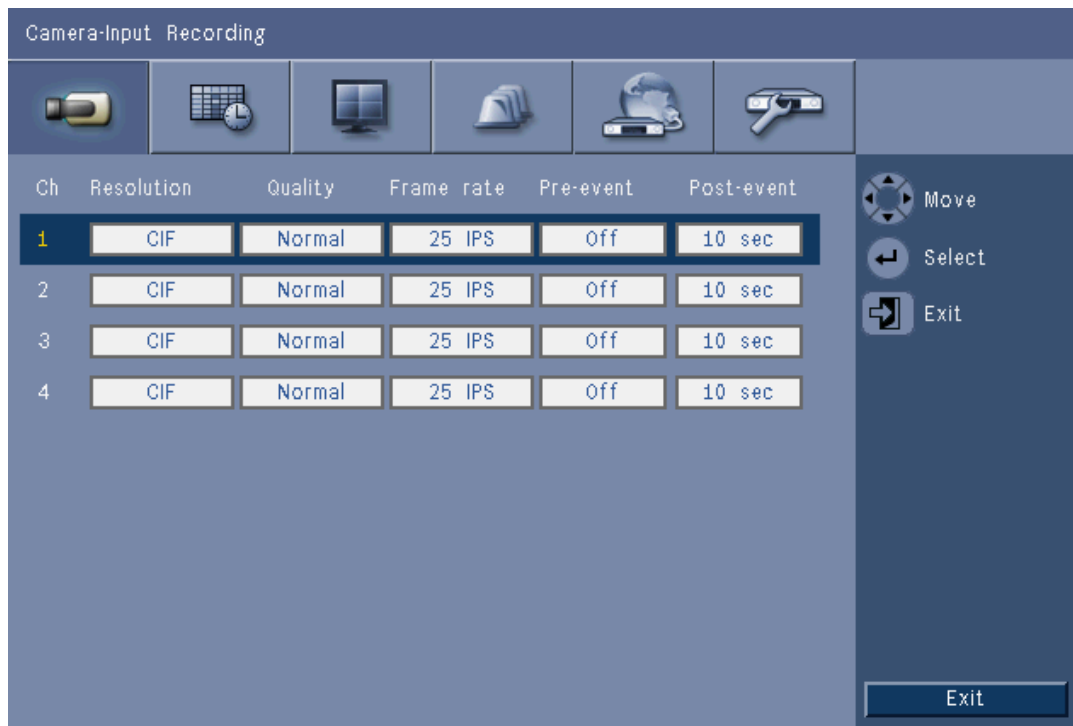 Camera-Input Recording
Ch Resolution Quality Frame rate Pre-event Post-event
1 CIF Normal 25 IPS Off 10 sec
2 CIF Normal 25 IPS Off 10 sec
3 CIF Normal 25 IPS Off 10 sec
4 CIF Normal 25 IPS Off 10 sec
Move
Select
Exit
Exit